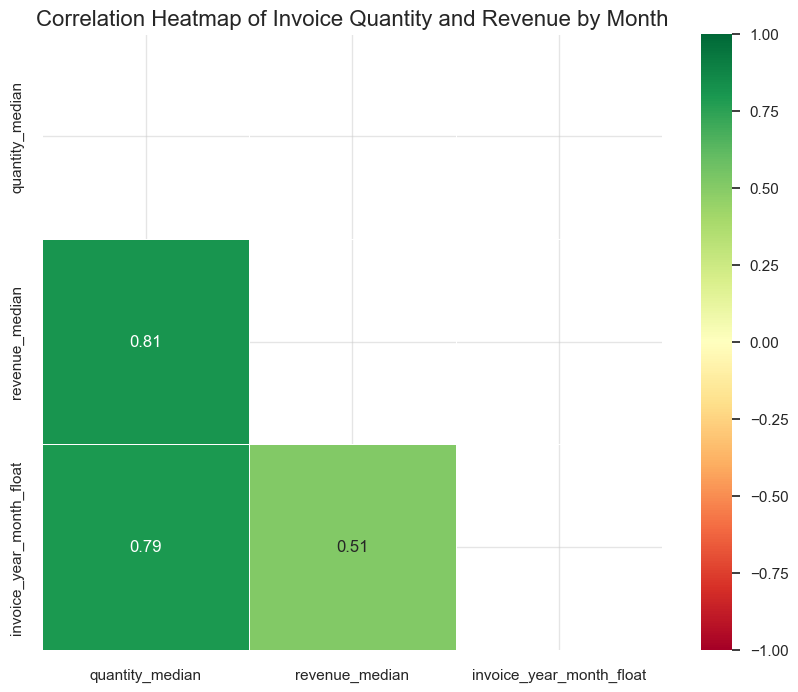 Correlation Heatmap of Invoice Quantity and Revenue by Month
quantity_median
revenue_median
invoice_year_month_float
0.81
0.79
0.51
quantity_median
revenue_median
invoice_year_month_float
1.00
0.75
0.50
0.25
0.00
−0.25
−0.50
−0.75
−1.00